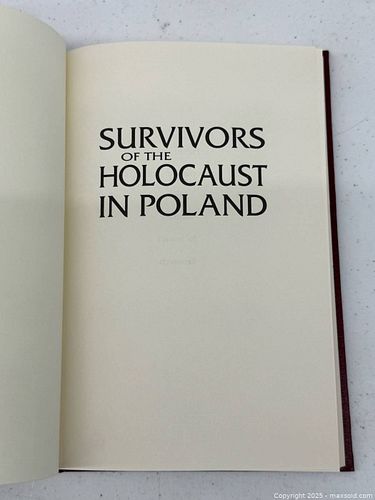 SURVIVORS
OF THE
HOLOCAUST
IN POLAND
Copyright 2025 - maxsold.com